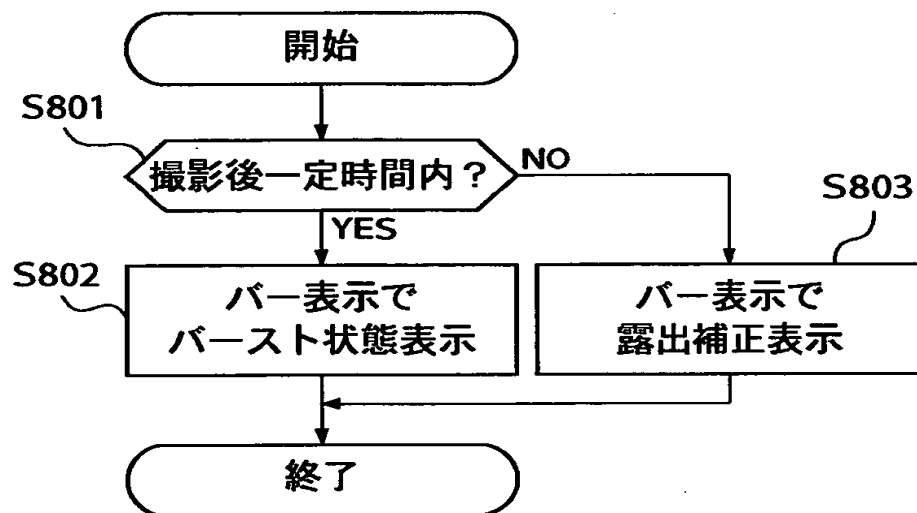 開始
S801
撮影後一定時間内？
NO
YES
S802
バー表示で
バースト状態表示
S803
バー表示で
露出補正表示
終了